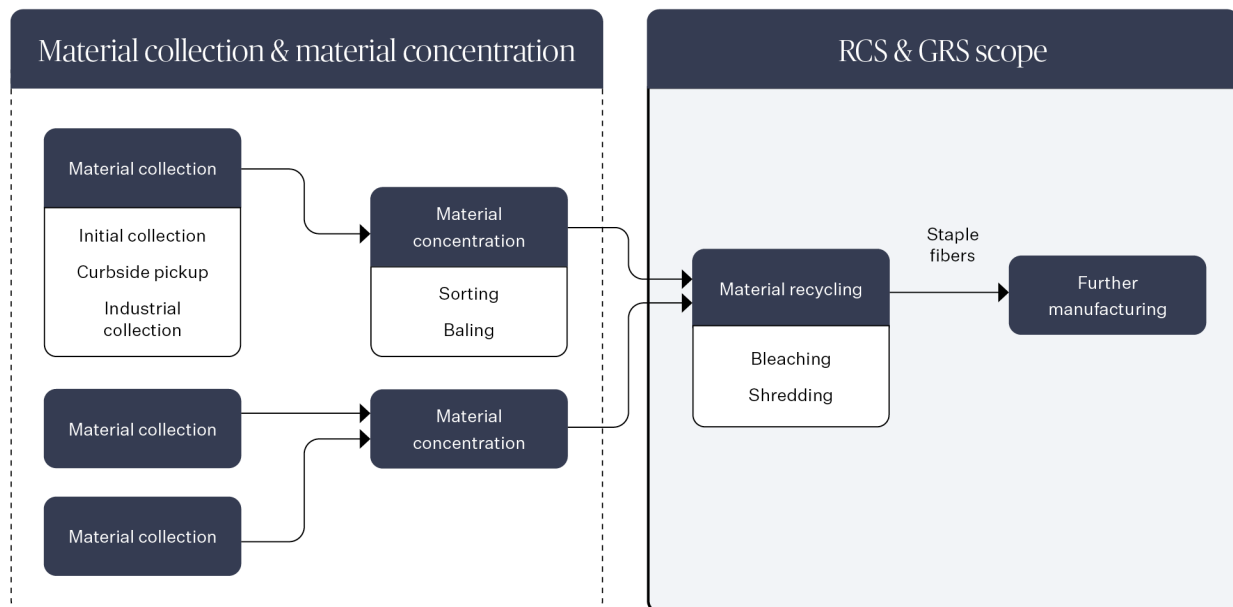 Material collection & material concentration
RCS & GRS scope
Material collection
Initial collection
Curbside pickup
Industrial
collection
Material
concentration
Sorting
Baling
Material collection
Material
concentration
Material collection
Material recycling
Bleaching
Shredding
Staple
fibers
Further
manufacturing